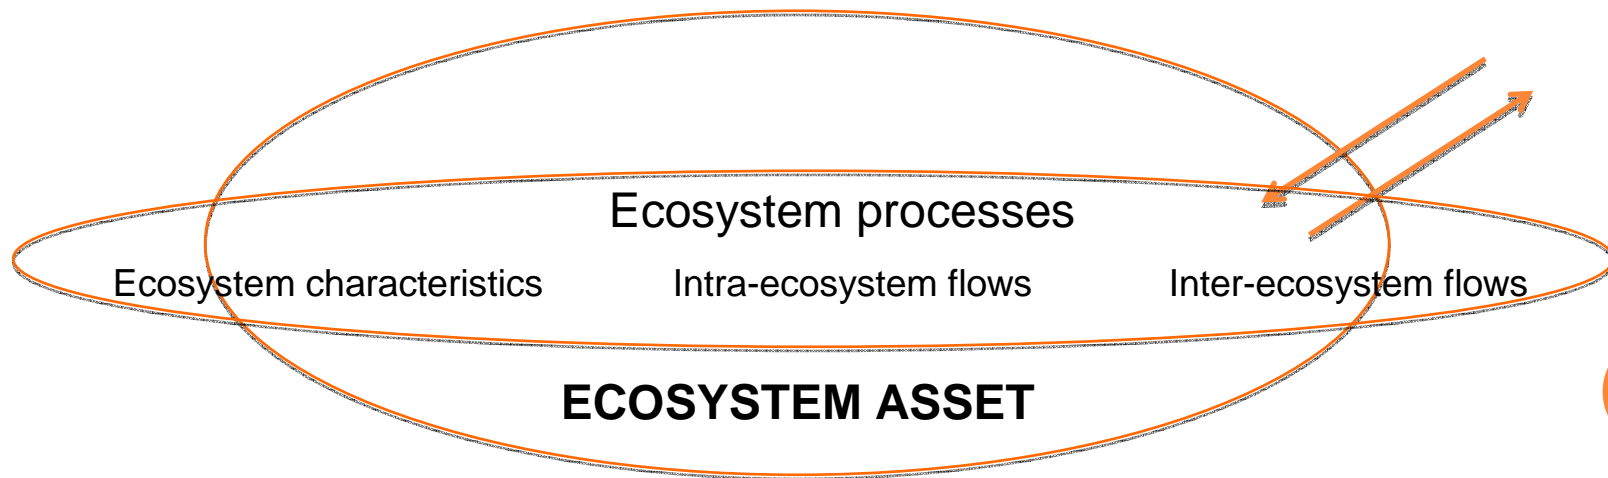 Ecosystem processes
Ecosystem characteristics Intra-ecosystem flows Inter-ecosystem flows
ECOSYSTEM ASSET